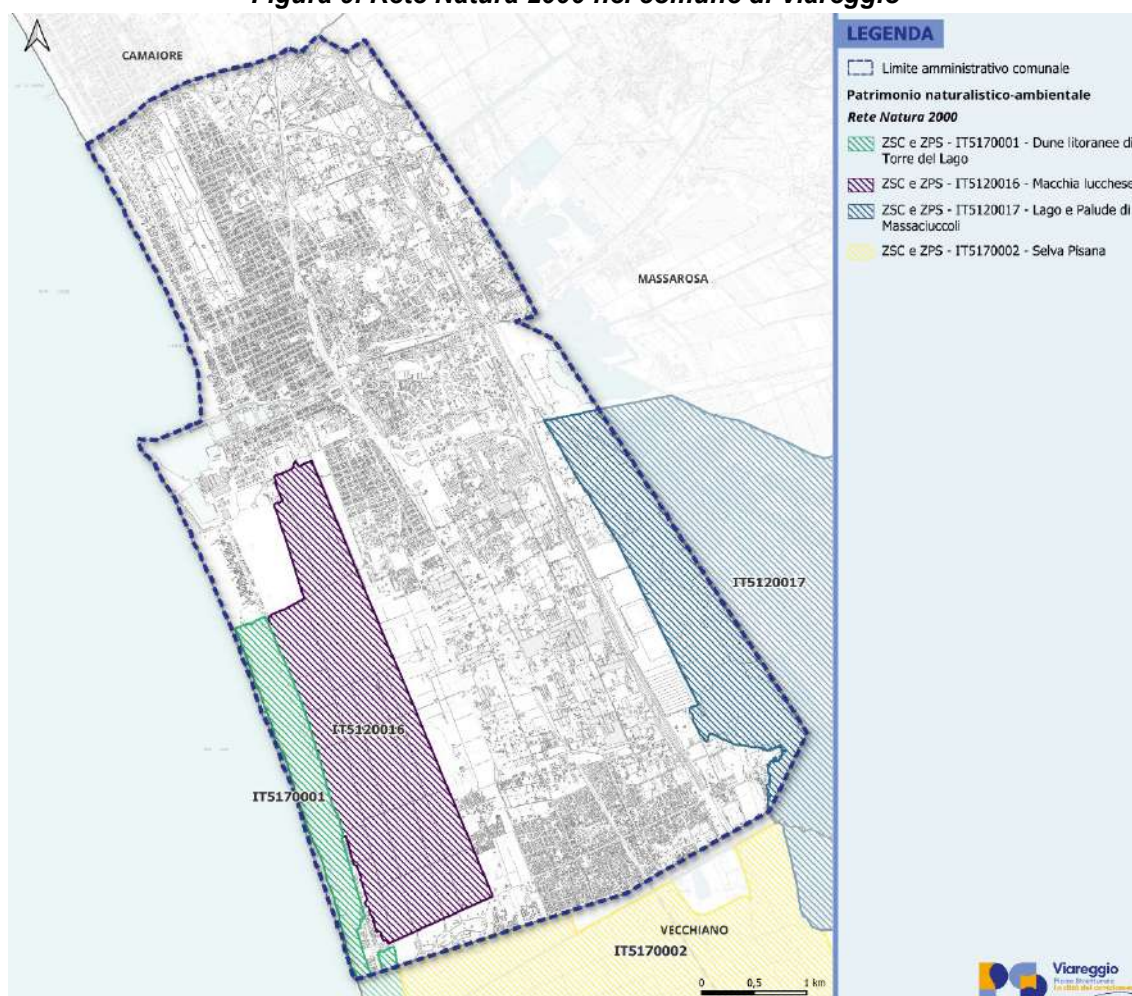 Figura 6: Rete Natura 2000 nel comune di Viareggio
CAMAIORE
MASSAROSA
IT5120017
IT5120016
IT5170001
VECCHIANO
IT5170002
0 0,5 1 km
LEGENDA
Limite amministrativo comunale
Patrimonio naturalistico-ambientale
Rete Natura 2000
ZSC e ZPS - IT5170001 - Dune litoranee di
Torre del Lago
ZSC e ZPS - IT5120016 - Macchia lucchese
ZSC e ZPS - IT5120017 - Lago e Palude di
Massaciuccoli
ZSC e ZPS - IT5170002 - Selva Pisana
Viareggio
Piano Strutturale